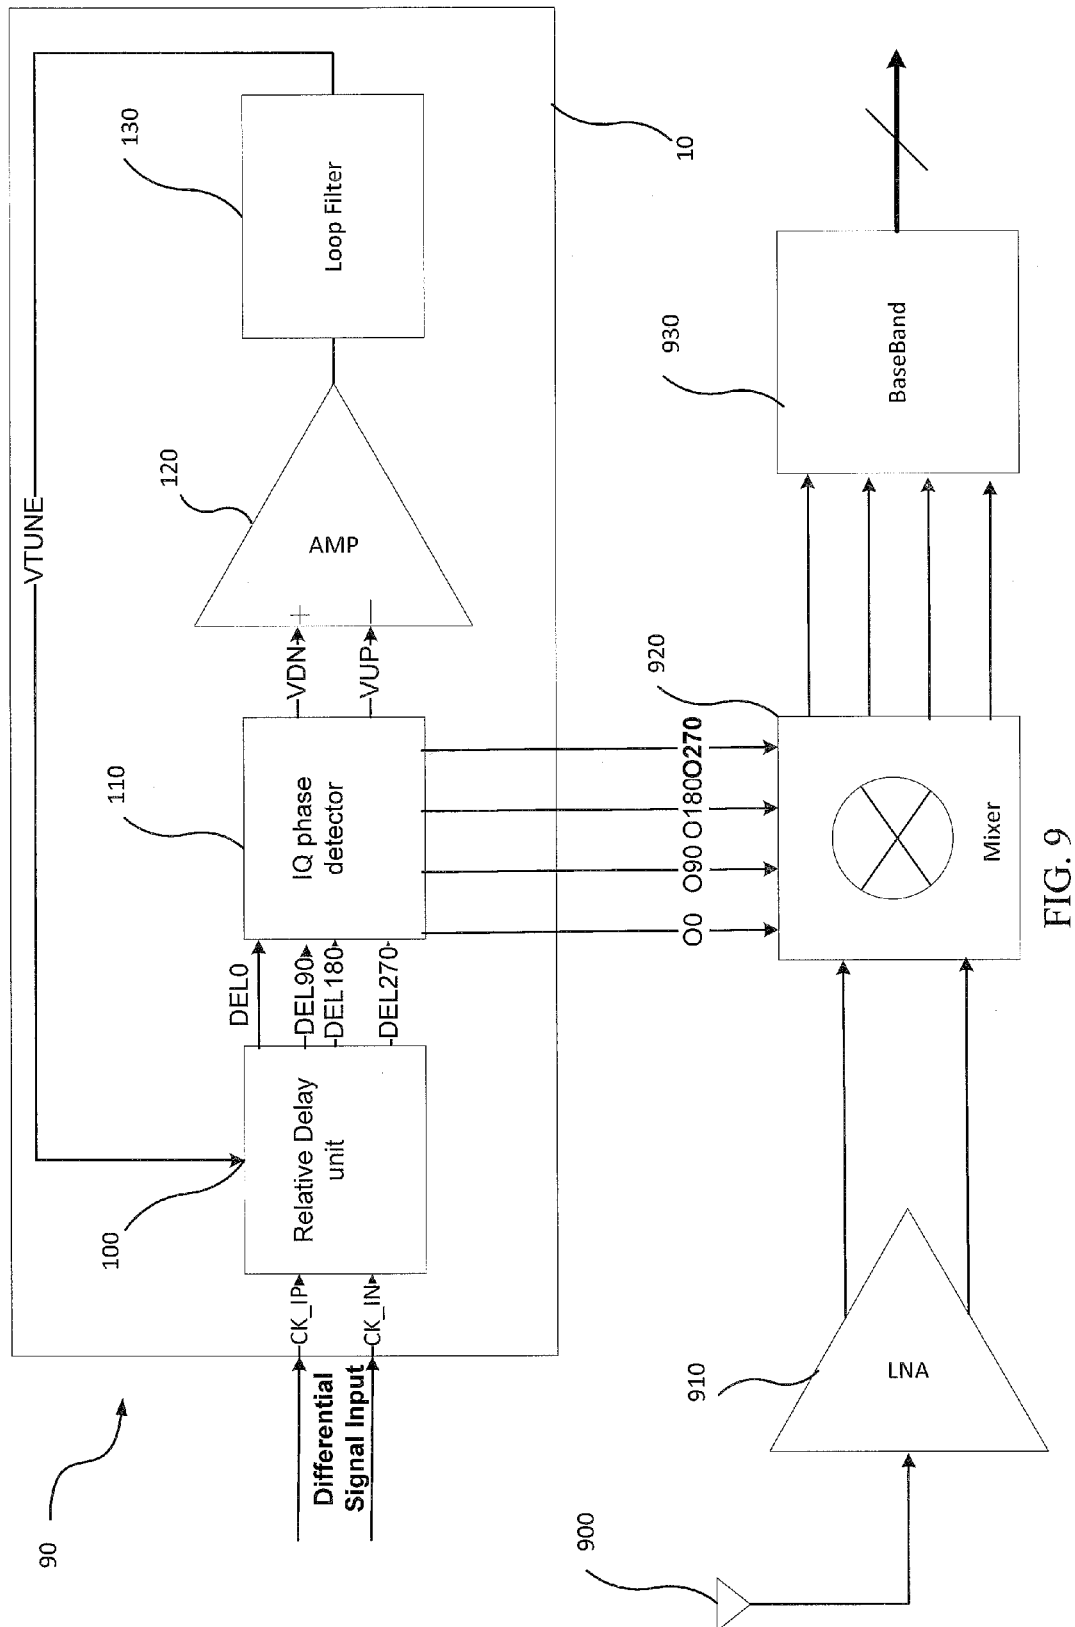 90
Differential
Signal Input
CK_IP
CK_IN
100
Relative Delay
unit
DEL0
DEL90
DEL180
DEL270
110
IQ phase
detector
VDN
VUP
120
+
−
AMP
130
Loop Filter
VTUNE
10
O0
O90
O180
O270
900
910
LNA
920
Mixer
930
BaseBand
FIG. 9